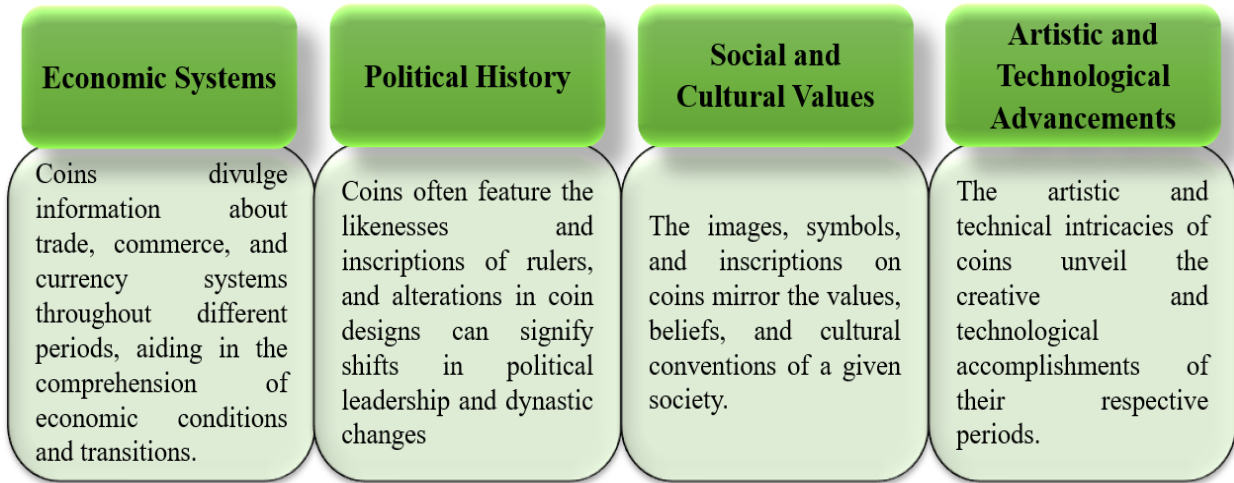 Economic Systems
Coins divulge
information about
trade, commerce, and
currency systems
throughout different
periods, aiding in the
comprehension of
economic conditions
and transitions.
Political History
Coins often feature the
likenesses and
inscriptions of rulers,
and alterations in coin
designs can signify
shifts in political
leadership and dynastic
changes
Social and
Cultural Values
The images, symbols,
and inscriptions on
coins mirror the values,
beliefs, and cultural
conventions of a given
society.
Artistic and
Technological
Advancements
The artistic and
technical intricacies of
coins unveil the
creative and
technological
accomplishments of
their respective
periods.